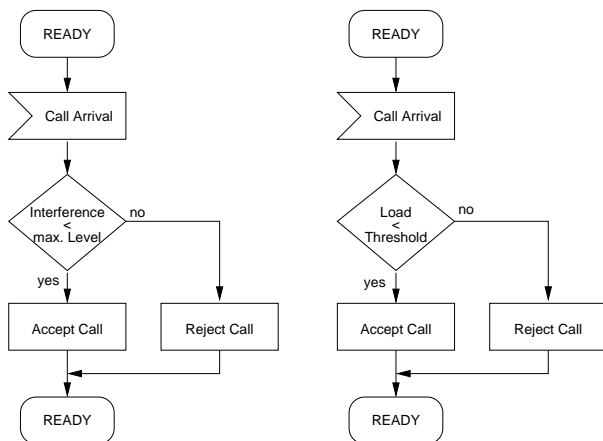 READY
Call Arrival
Interference
<
max. Level
no
yes
Accept Call
Reject Call
READY
READY
Call Arrival
Load
<
Threshold
no
yes
Accept Call
Reject Call
READY